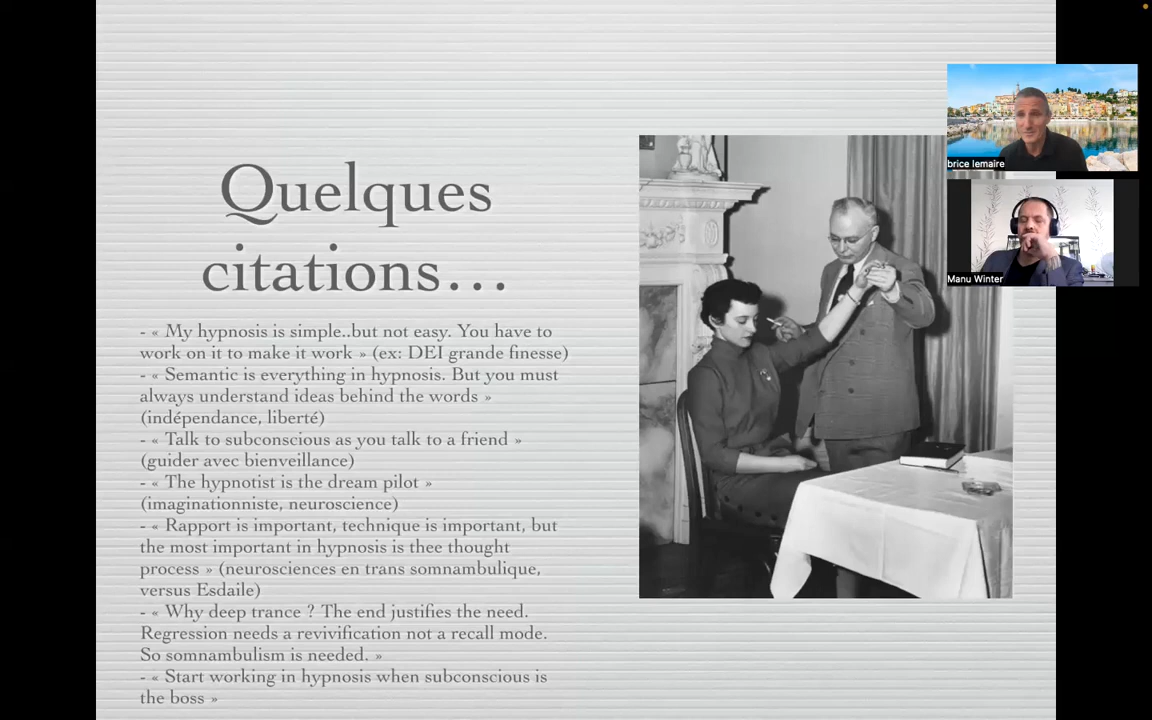 Quelques
citations…
- « My hypnosis is simple..but not easy. You have to
work on it to make it work » (ex: DEI grande finesse)
- « Semantic is everything in hypnosis. But you must
always understand ideas behind the words »
(indépendance, liberté)
- « Talk to subconscious as you talk to a friend »
(guider avec bienveillance)
- « The hypnotist is the dream pilot »
(imaginationniste, neuroscience)
- « Rapport is important, technique is important, but
the most important in hypnosis is thee thought
process » (neurosciences en trans somnambulique,
versus Esdaile)
- « Why deep trance ? The end justifies the need.
Regression needs a revivification not a recall mode.
So somnambulism is needed. »
- « Start working in hypnosis when subconscious is
the boss »
brice lemaire
Manu Winter